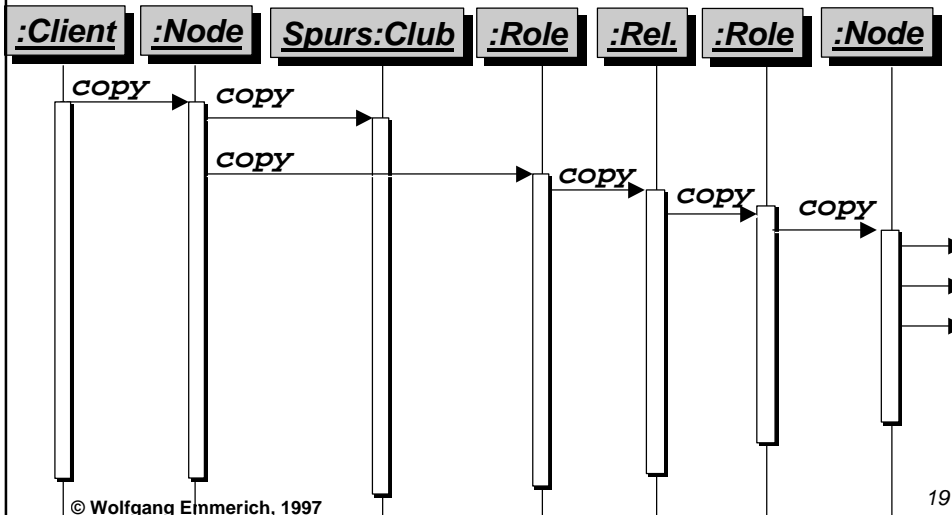 :Client :Node Spurs:Club :Role :Rel. :Role :Node
copy copy
copy copy copy copy
© Wolfgang Emmerich, 1997 19